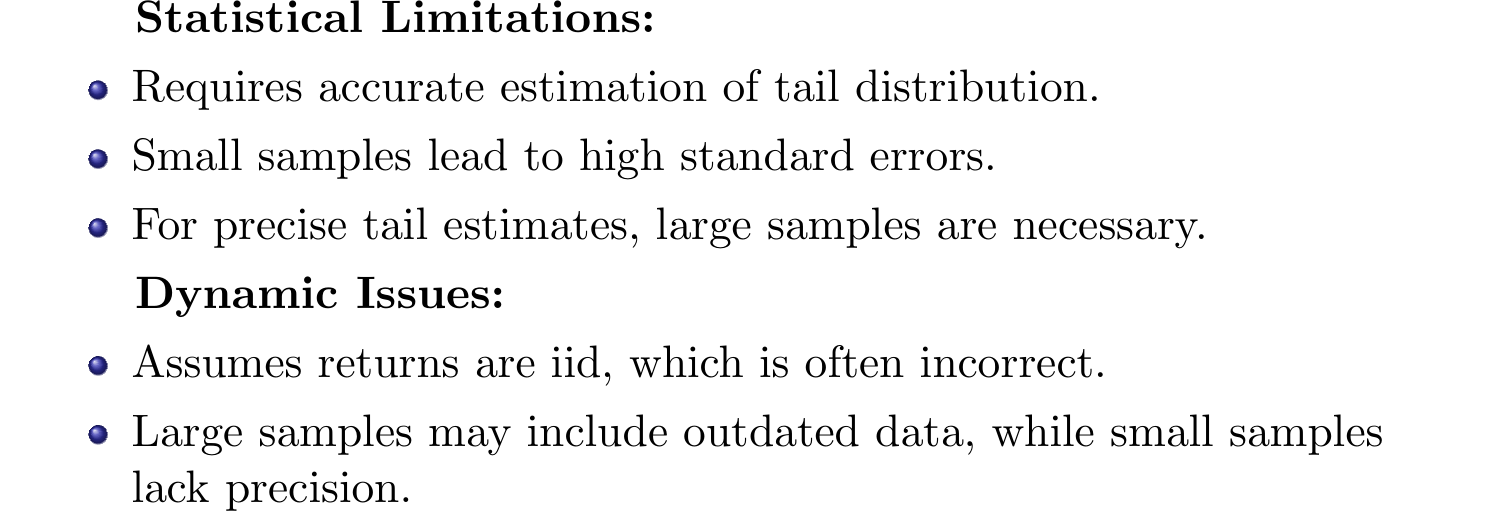 Statistical Limitations:
Requires accurate estimation of tail distribution.
Small samples lead to high standard errors.
For precise tail estimates, large samples are necessary.
Dynamic Issues:
Assumes returns are iid, which is often incorrect.
Large samples may include outdated data, while small samples
lack precision.